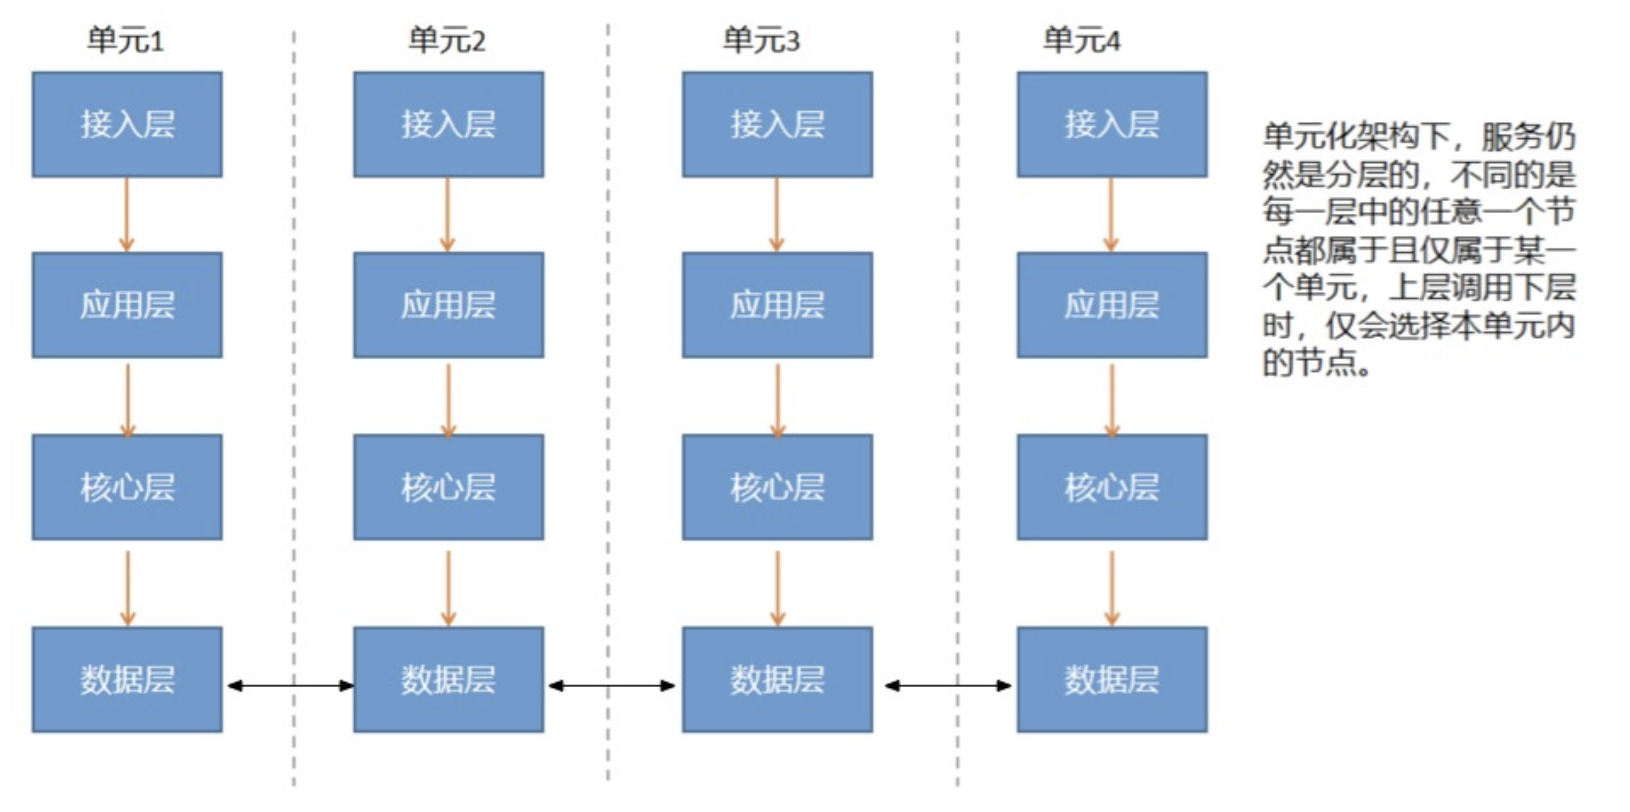 单元1
单元2
单元3
单元4
接入层
接入层
接入层
接入层
应用层
应用层
应用层
应用层
核心层
核心层
核心层
核心层
数据层
数据层
数据层
数据层
单元化架构下，服务仍
然是分层的，不同的是
每一层中的任意一个节
点都属于且仅属于某一
个单元，上层调用下层
时，仅会选择本单元内
的节点。